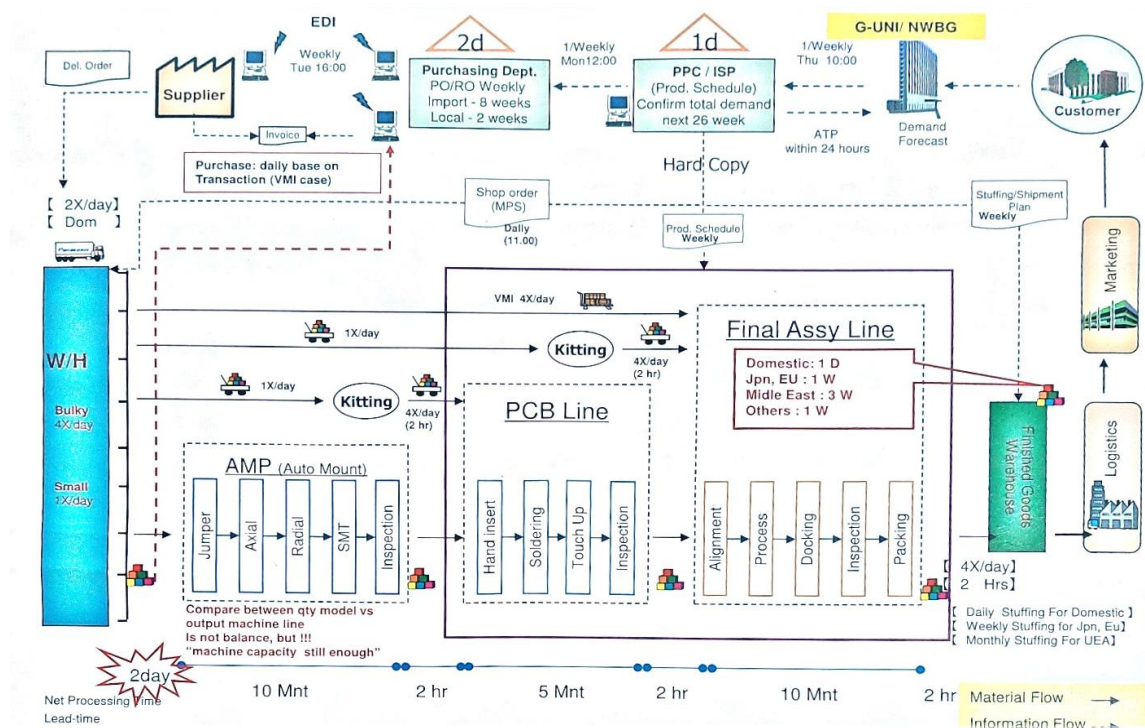 G-UNI/ NWBG
EDI
Weekly
Tue 16:00
Del. Order
Supplier
Invoice
Purchase: daily base on
Transaction (VMI case)
2d
Purchasing Dept.
PO/RO Weekly
Import - 8 weeks
Local - 2 weeks
1/Weekly
Mon12:00
1d
PPC / ISP
(Prod. Schedule)
Confirm total demand
next 26 week
Hard Copy
1/Weekly
Thu 10:00
ATP
within 24 hours
Demand
Forecast
Customer
[ 2X/day]
[ Dom ]
Shop order
(MPS)
Daily
(11.00)
Prod. Schedule
Weekly
Stuffing/Shipment
Plan
Weekly
Marketing
Logistics
W/H
Bulky
4X/day
Small
1X/day
VMI 4X/day
1X/day
Kitting
4X/day
(2 hr)
1X/day
Kitting
4X/day
(2 hr)
Final Assy Line
Domestic: 1 D
Jpn, EU : 1 W
Midle East : 3 W
Others : 1 W
PCB Line
AMP (Auto Mount)
Jumper
Axial
Radial
SMT
Inspection
Hand insert
Soldering
Touch Up
Inspection
Alignment
Process
Docking
Inspection
Packing
Finished Goods
Warehouse
[ 4X/day ]
[ 2 Hrs ]
[ Daily Stuffing For Domestic ]
[ Weekly Stuffing for Jpn, Eu ]
[ Monthly Stuffing For UEA ]
Compare between qty model vs
output machine line
Is not balance, but !!!
"machine capacity still enough"
2day
10 Mnt
2 hr
5 Mnt
2 hr
10 Mnt
2 hr
Net Processing Time
Lead-time
Material Flow
Information Flow